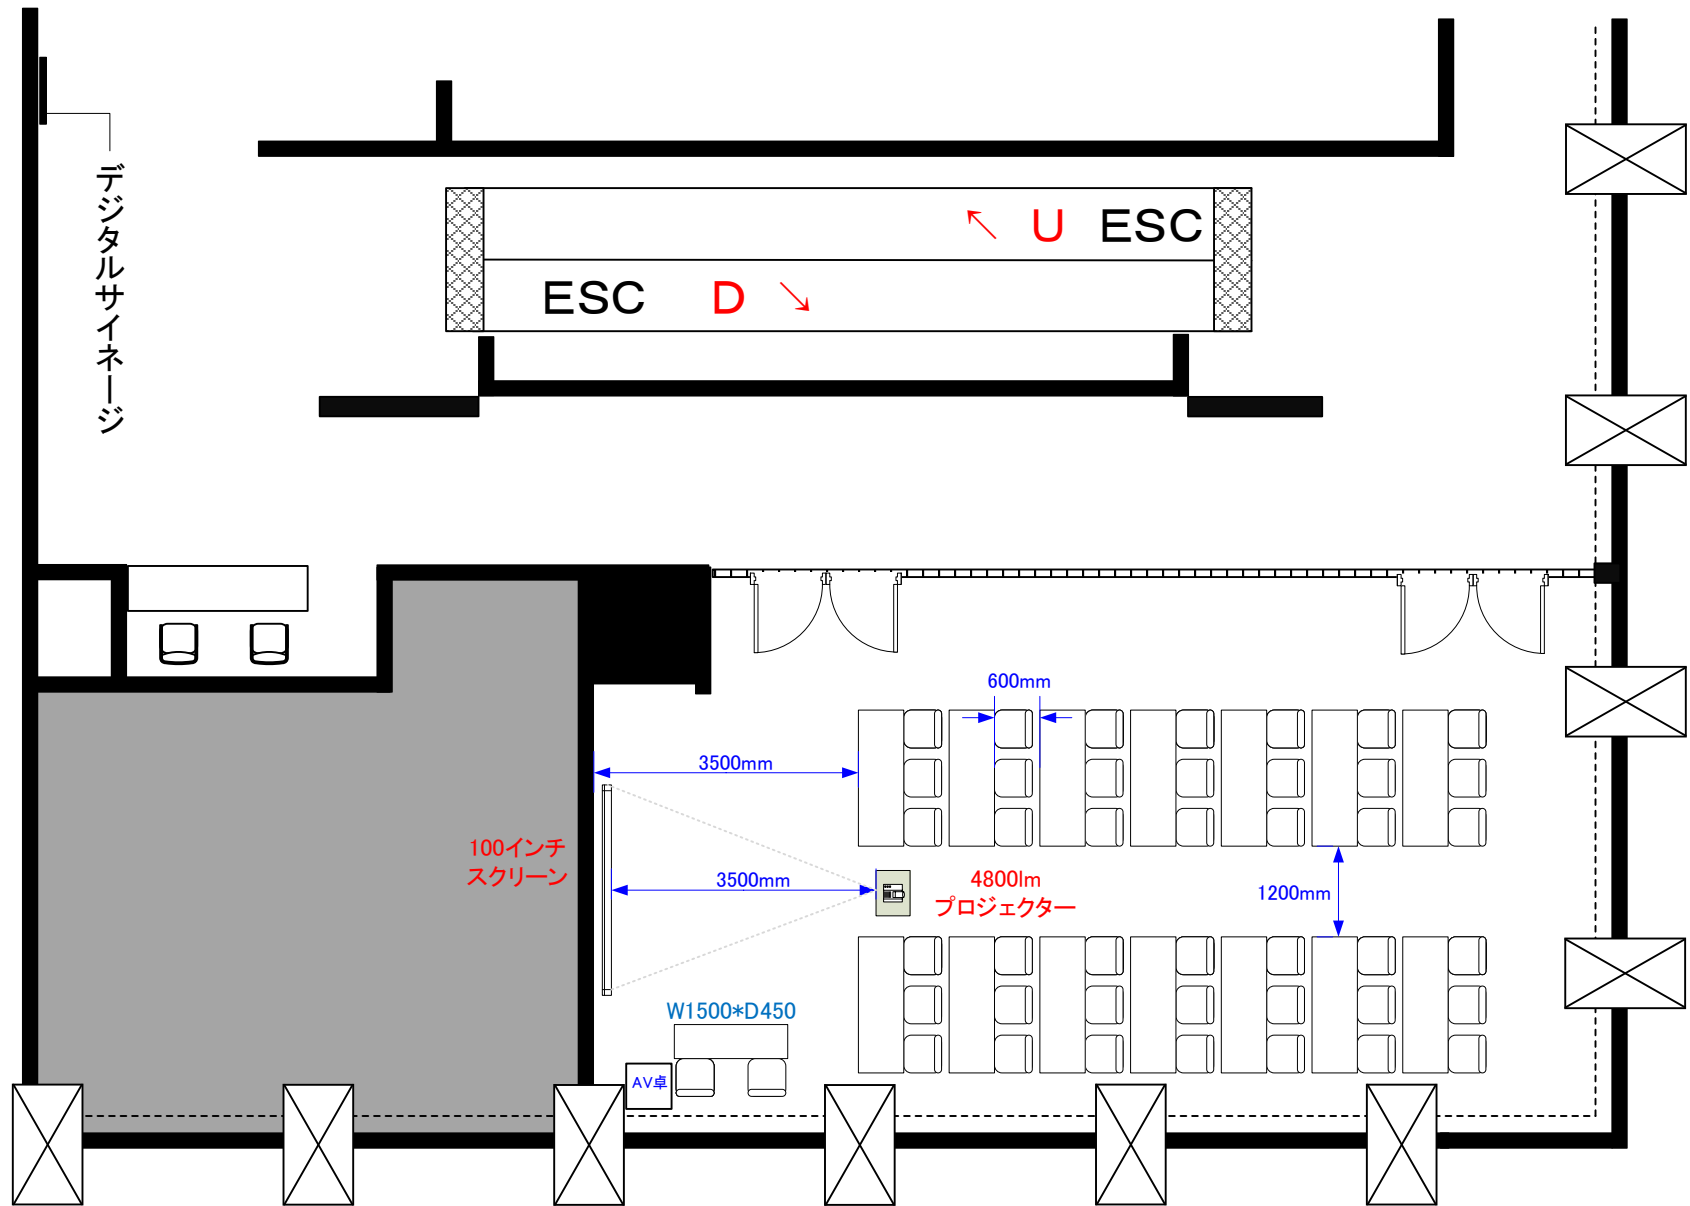 デジタルサイネージ
↖ U ESC
ESC D ↘
600mm
3500mm
100インチ
スクリーン
3500mm
4800lm
プロジェクター
1200mm
W1500*D450
AV卓